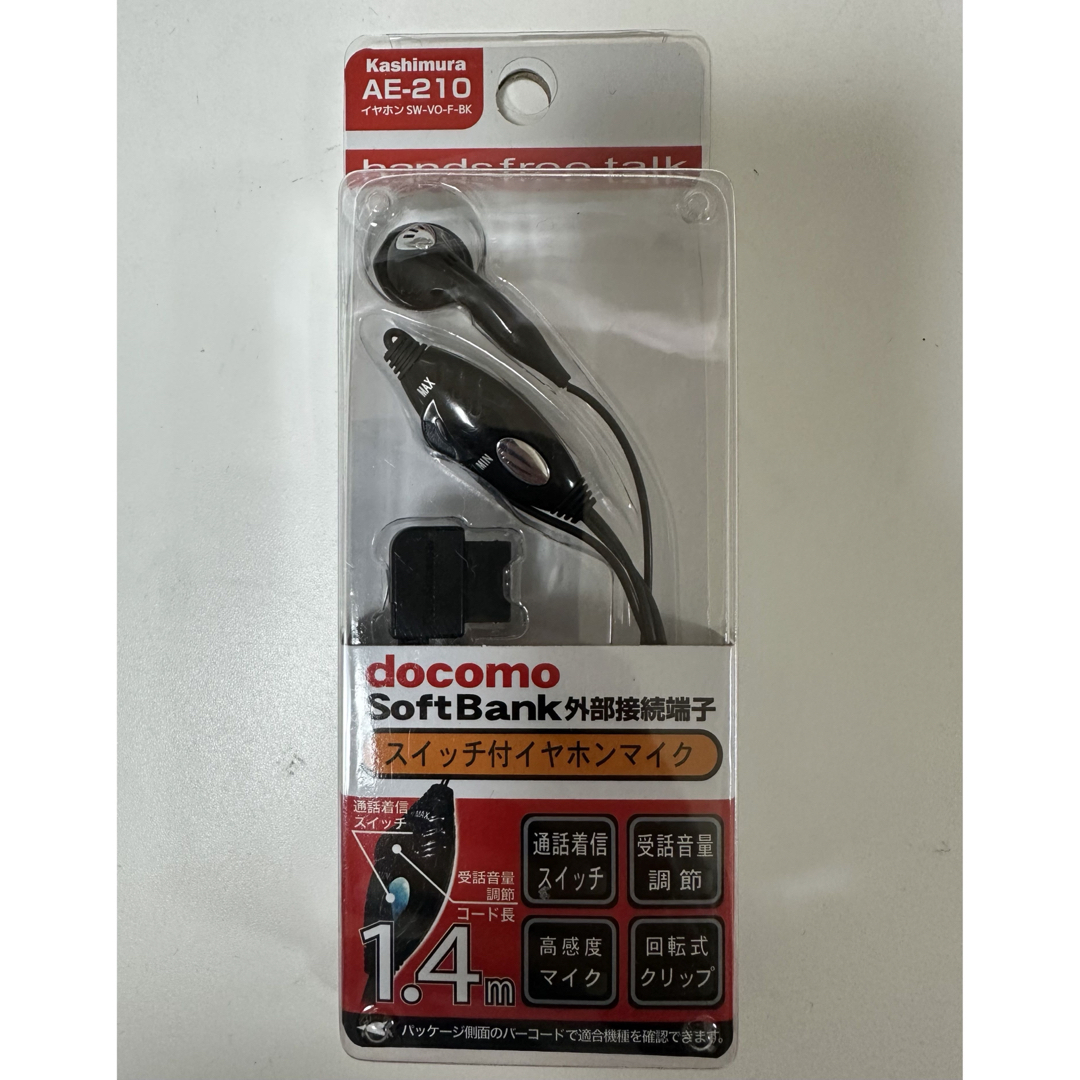 Kashimura
AE-210
イヤホン SW-VO-F-BK
hands free talk
MAX
MIN
docomo
SoftBank外部接続端子
スイッチ付イヤホンマイク
通話着信
スイッチ
MAX
受話音量
調節
コード長
1.4m
通話着信
スイッチ
受話音量
調節
高感度
マイク
回転式
クリップ
パッケージ側面のバーコードで適合機種を確認できます。